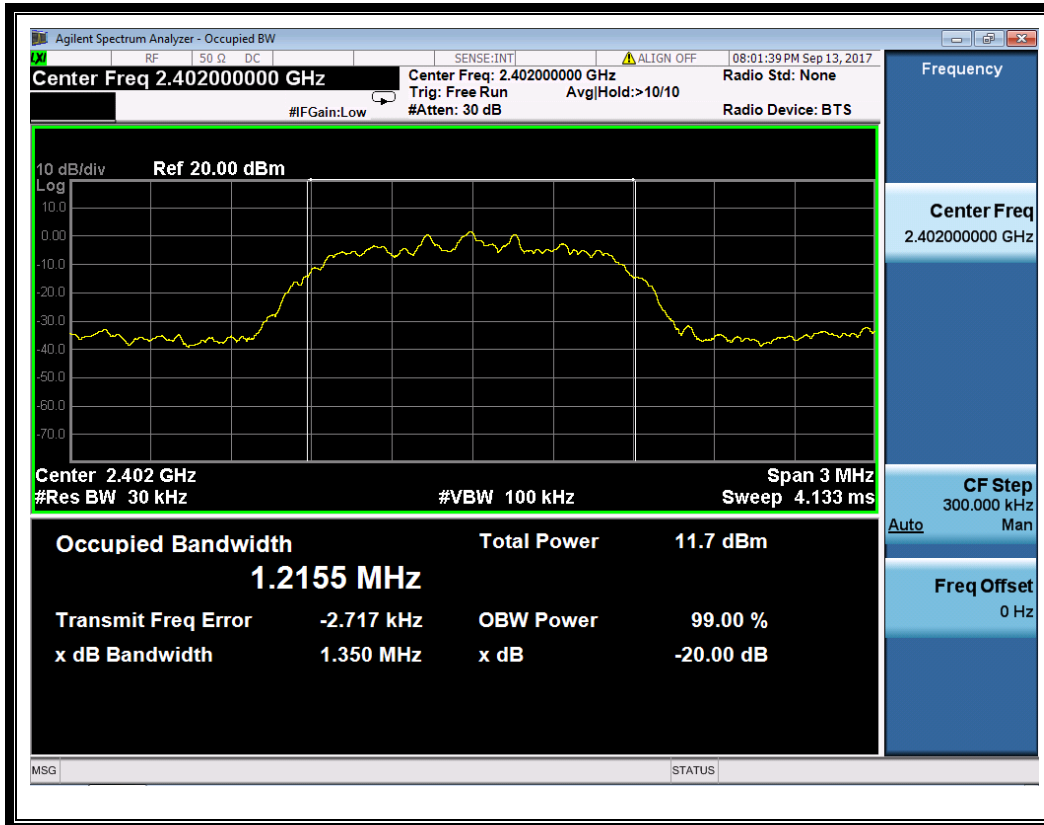 Agilent Spectrum Analyzer - Occupied BW
LXI RF 50 Ω DC SENSE:INT ALIGN OFF 08:01:39 PM Sep 13, 2017
Center Freq 2.402000000 GHz
Center Freq: 2.402000000 GHz
Radio Std: None
Trig: Free Run Avg|Hold:>10/10
#IFGain:Low
#Atten: 30 dB
Radio Device: BTS
Frequency
10 dB/div
Ref 20.00 dBm
Log
10.0
0.00
-10.0
-20.0
-30.0
-40.0
-50.0
-60.0
-70.0
Center 2.402 GHz
Span 3 MHz
#Res BW 30 kHz
#VBW 100 kHz
Sweep 4.133 ms
Occupied Bandwidth
1.2155 MHz
Total Power 11.7 dBm
Transmit Freq Error -2.717 kHz
OBW Power 99.00 %
x dB Bandwidth 1.350 MHz
x dB -20.00 dB
Center Freq
2.402000000 GHz
CF Step
300.000 kHz
Auto Man
Freq Offset
0 Hz
MSG
STATUS